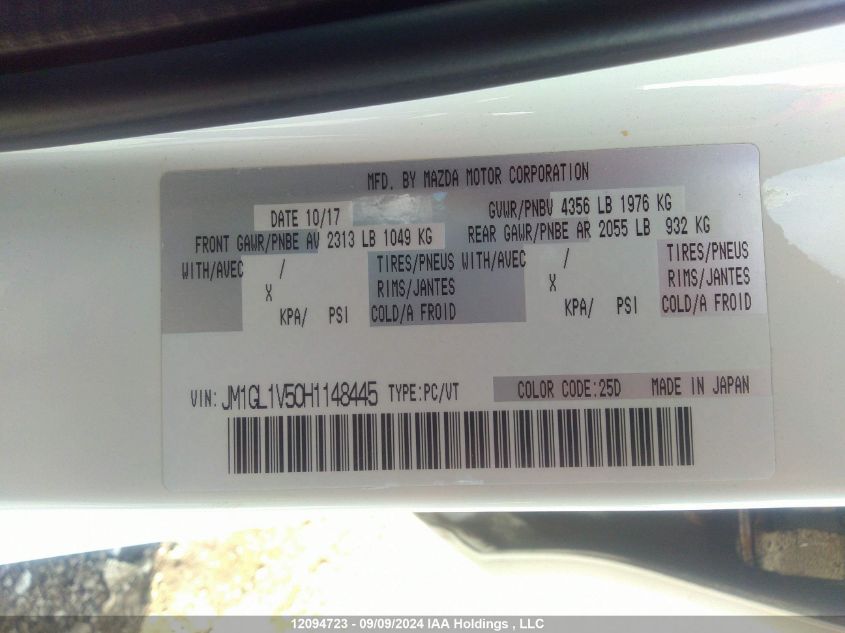 MFD. BY MAZDA MOTOR CORPORATION
DATE 10/17 GVWR/PNBV 4356 LB 1976 KG
FRONT GAWR/PNBE AV 2313 LB 1049 KG REAR GAWR/PNBE AR 2055 LB 932 KG
WITH/AVEC / TIRES/PNEUS WITH/AVEC / TIRES/PNEUS
X RIMS/JANTES X RIMS/JANTES
KPA/ PSI COLD/A FROID KPA/ PSI COLD/A FROID
VIN: JM1GL1V50H1148445 TYPE:PC/VT COLOR CODE:25D MADE IN JAPAN
12094723 - 09/09/2024 IAA Holdings , LLC